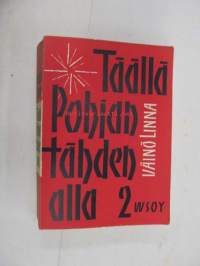 Täällä
Pohjan
tähden
alla 2 WSOY
VÄINÖ LINNA